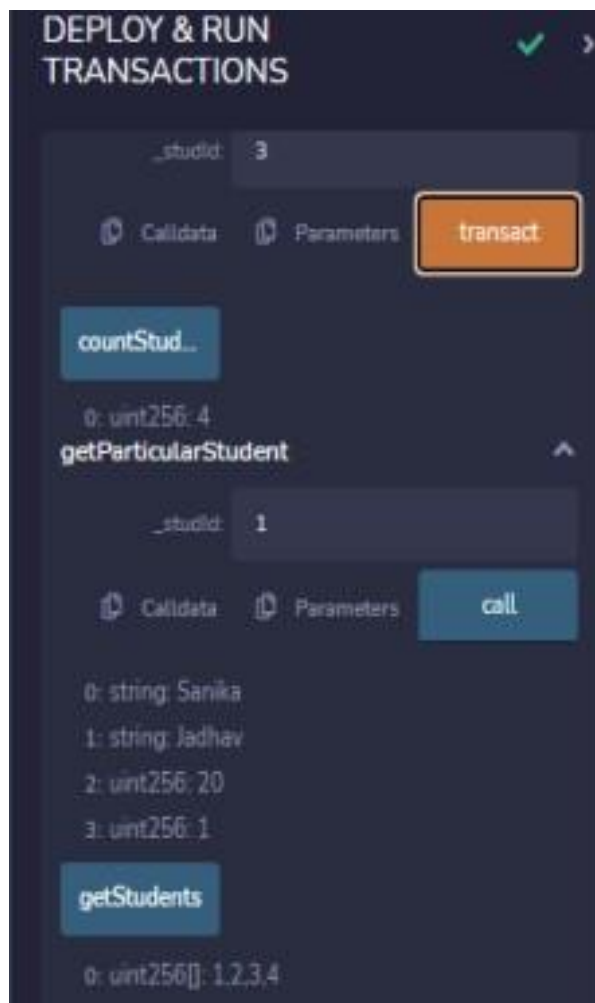 DEPLOY & RUN
TRANSACTIONS
_studId: 3
Calldata Parameters transact
countStud...
0: uint256: 4
getParticularStudent
_studId: 1
Calldata Parameters call
0: string: Sanika
1: string: Jadhav
2: uint256: 20
3: uint256: 1
getStudents
0: uint256[]: 1,2,3,4